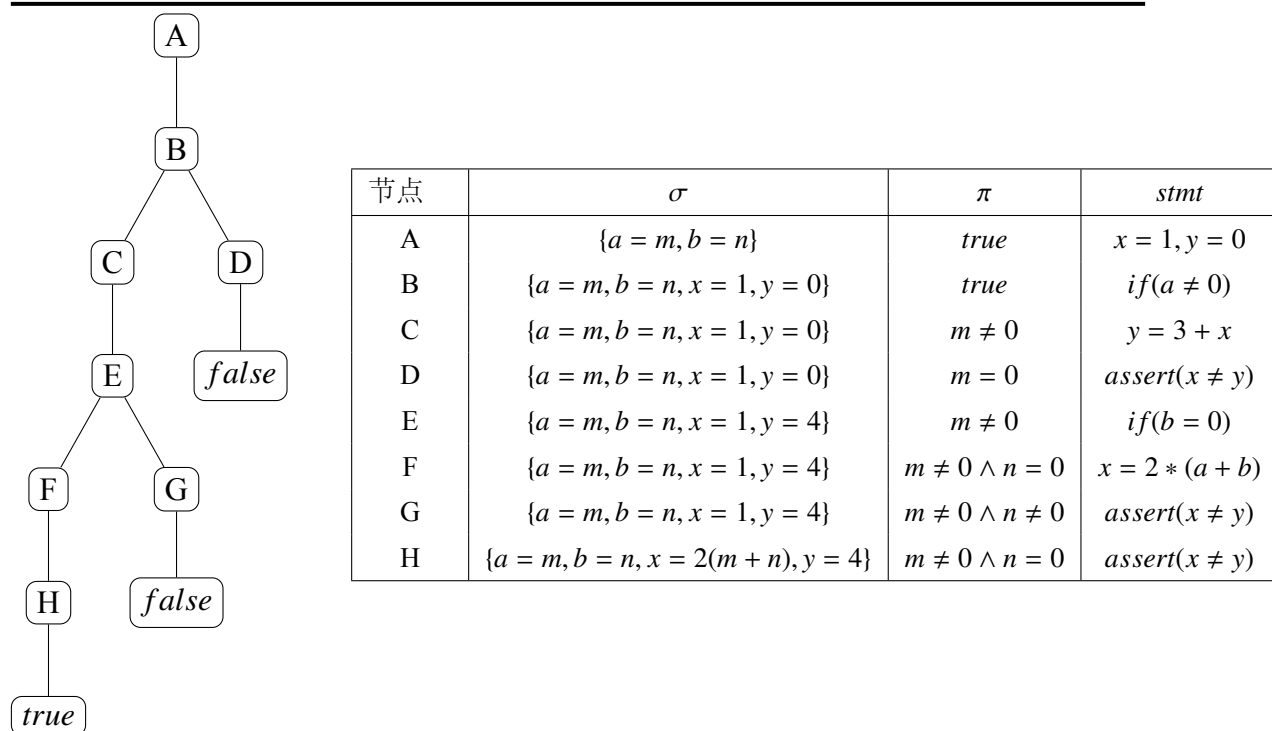 A
B
C D
E false
F G
H false
true
节点 σ π stmt
A {a = m, b = n} true x = 1, y = 0
B {a = m, b = n, x = 1, y = 0} true if(a ≠ 0)
C {a = m, b = n, x = 1, y = 0} m ≠ 0 y = 3 + x
D {a = m, b = n, x = 1, y = 0} m = 0 assert(x ≠ y)
E {a = m, b = n, x = 1, y = 4} m ≠ 0 if(b = 0)
F {a = m, b = n, x = 1, y = 4} m ≠ 0 ∧ n = 0 x = 2 ∗ (a + b)
G {a = m, b = n, x = 1, y = 4} m ≠ 0 ∧ n ≠ 0 assert(x ≠ y)
H {a = m, b = n, x = 2(m + n), y = 4} m ≠ 0 ∧ n = 0 assert(x ≠ y)